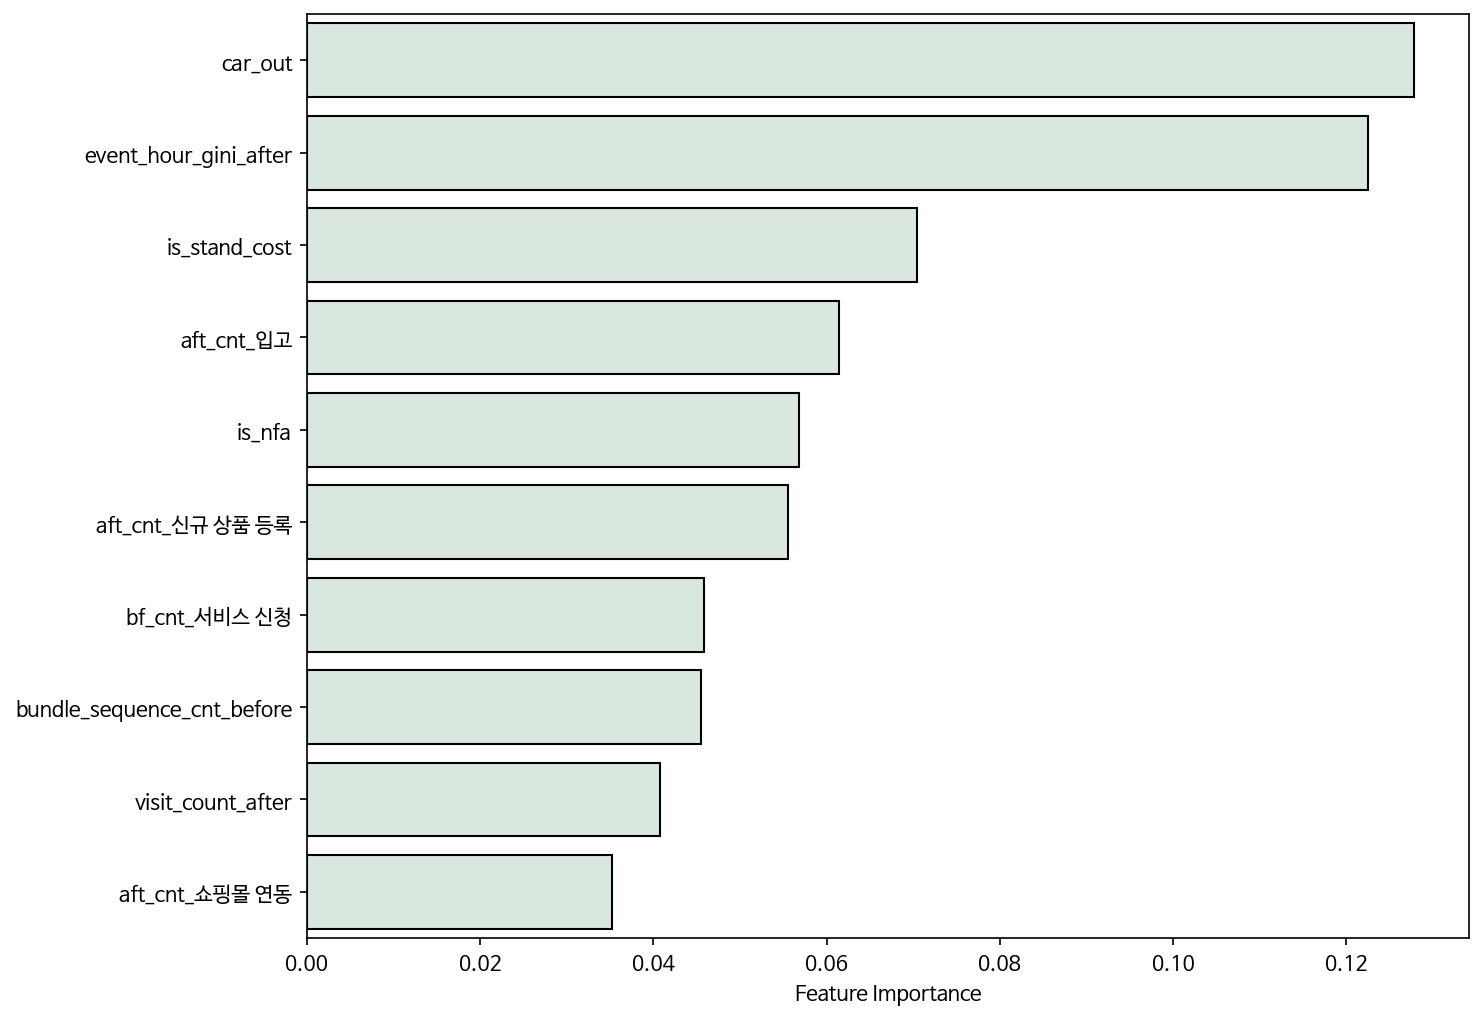 car_out
event_hour_gini_after
is_stand_cost
aft_cnt_입고
is_nfa
aft_cnt_신규 상품 등록
bf_cnt_서비스 신청
bundle_sequence_cnt_before
visit_count_after
aft_cnt_쇼핑몰 연동
0.00 0.02 0.04 0.06 0.08 0.10 0.12
Feature Importance